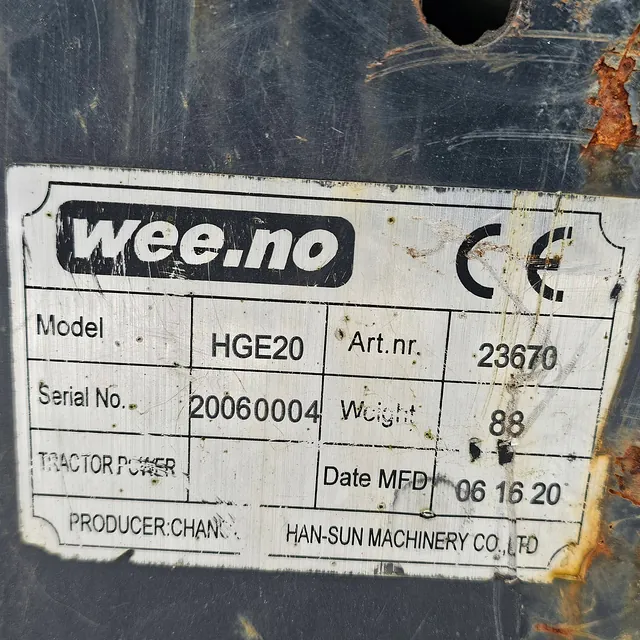 wee.no CE
Model HGE20 Art.nr. 23670
Serial No. 20060004 Weight 88
TRACTOR POWER Date MFD 06 16 20
PRODUCER:CHAN HAN-SUN MACHINERY CO.,LTD